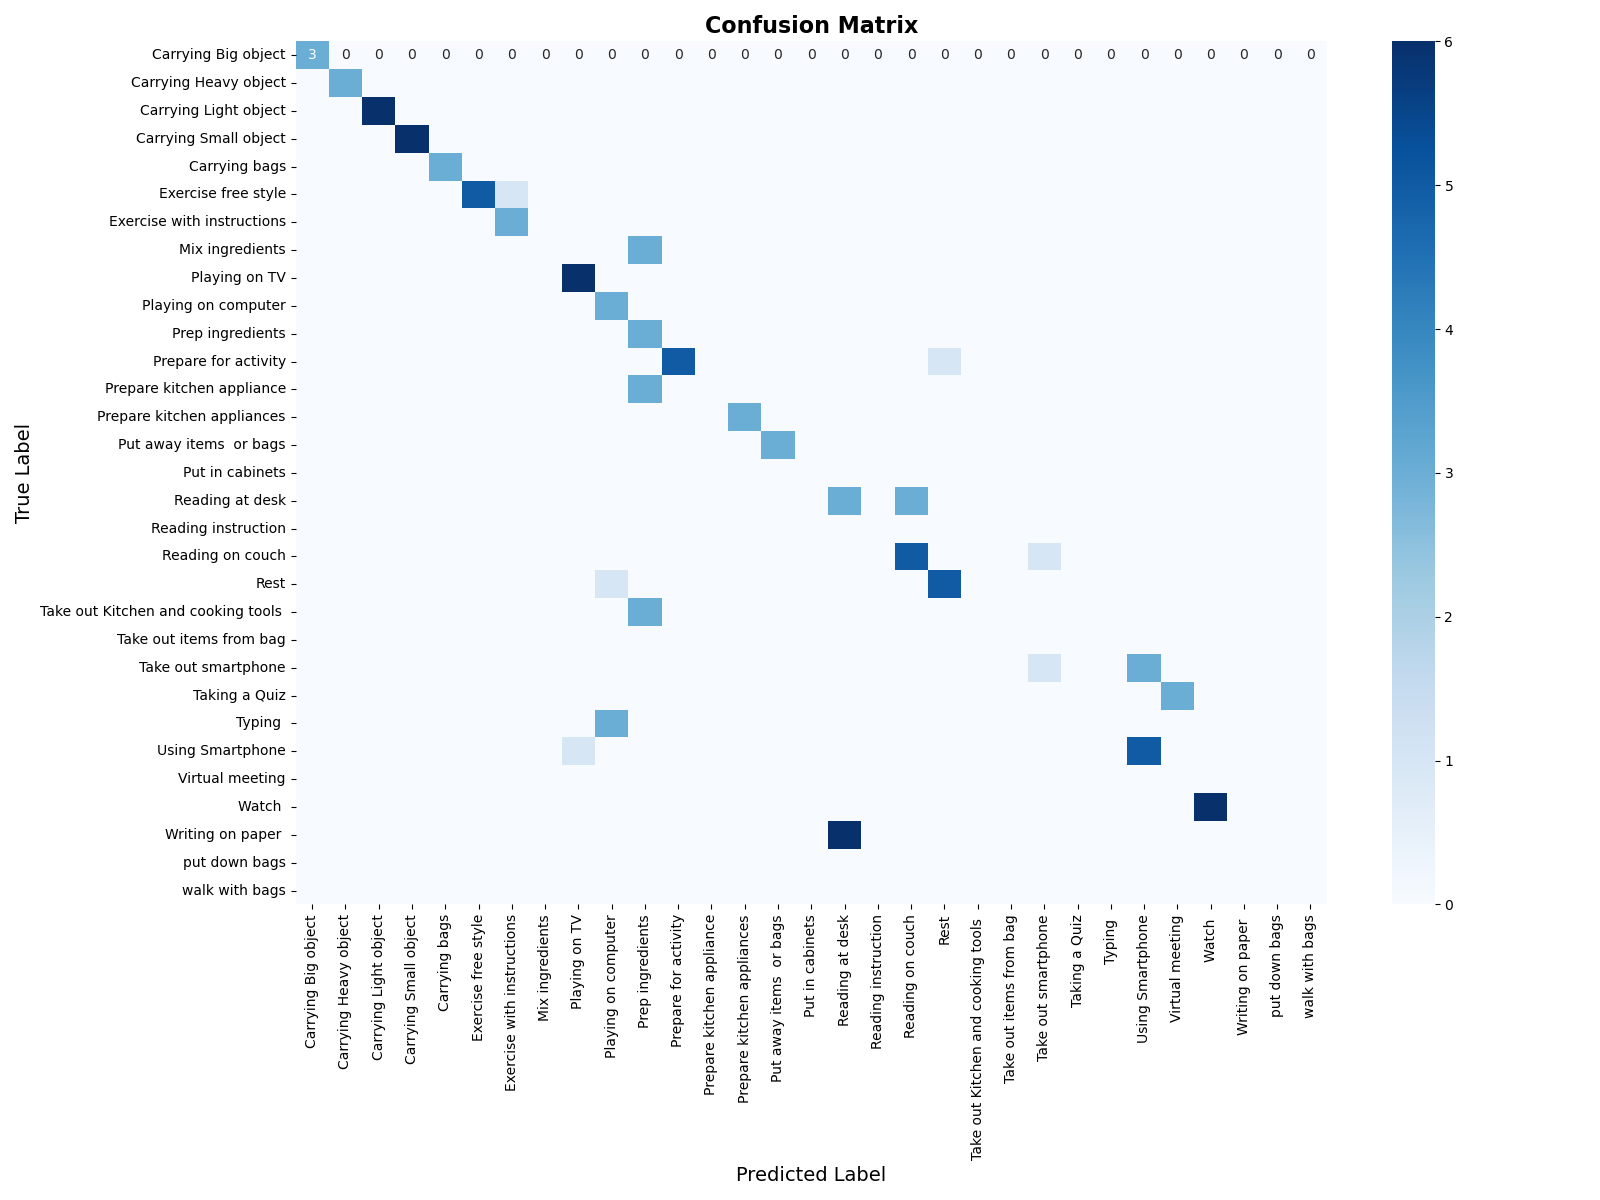 Confusion Matrix
Carrying Big object 3 0 0 0 0 0 0 0 0 0 0 0 0 0 0 0 0 0 0 0 0 0 0 0 0 0 0 0 0 0 0
Carrying Heavy object
Carrying Light object
Carrying Small object
Carrying bags
Exercise free style
Exercise with instructions
Mix ingredients
Playing on TV
Playing on computer
Prep ingredients
Prepare for activity
Prepare kitchen appliance
Prepare kitchen appliances
Put away items  or bags
Put in cabinets
Reading at desk
Reading instruction
Reading on couch
Rest
Take out Kitchen and cooking tools
Take out items from bag
Take out smartphone
Taking a Quiz
Typing
Using Smartphone
Virtual meeting
Watch
Writing on paper
put down bags
walk with bags
True Label
Carrying Big object
Carrying Heavy object
Carrying Light object
Carrying Small object
Carrying bags
Exercise free style
Exercise with instructions
Mix ingredients
Playing on TV
Playing on computer
Prep ingredients
Prepare for activity
Prepare kitchen appliance
Prepare kitchen appliances
Put away items  or bags
Put in cabinets
Reading at desk
Reading instruction
Reading on couch
Rest
Take out Kitchen and cooking tools
Take out items from bag
Take out smartphone
Taking a Quiz
Typing
Using Smartphone
Virtual meeting
Watch
Writing on paper
put down bags
walk with bags
Predicted Label
6
5
4
3
2
1
0